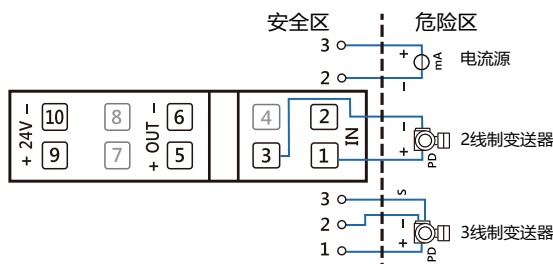 安全区 危险区
3 + mA 电流源
2 −
− 10 8 − 6 4 2 −
24V OUT IN 2线制变送器
+ 9 7 + 5 3 1 + PD
3 S
2 − 3线制变送器
1 + PD